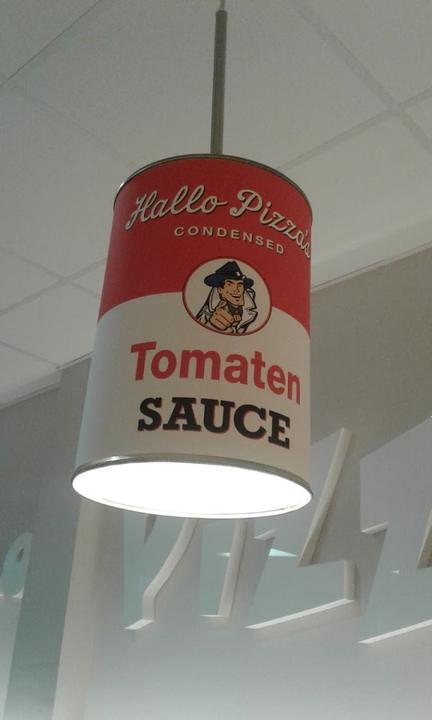 Hallo Pizza's
CONDENSED
Tomaten
SAUCE